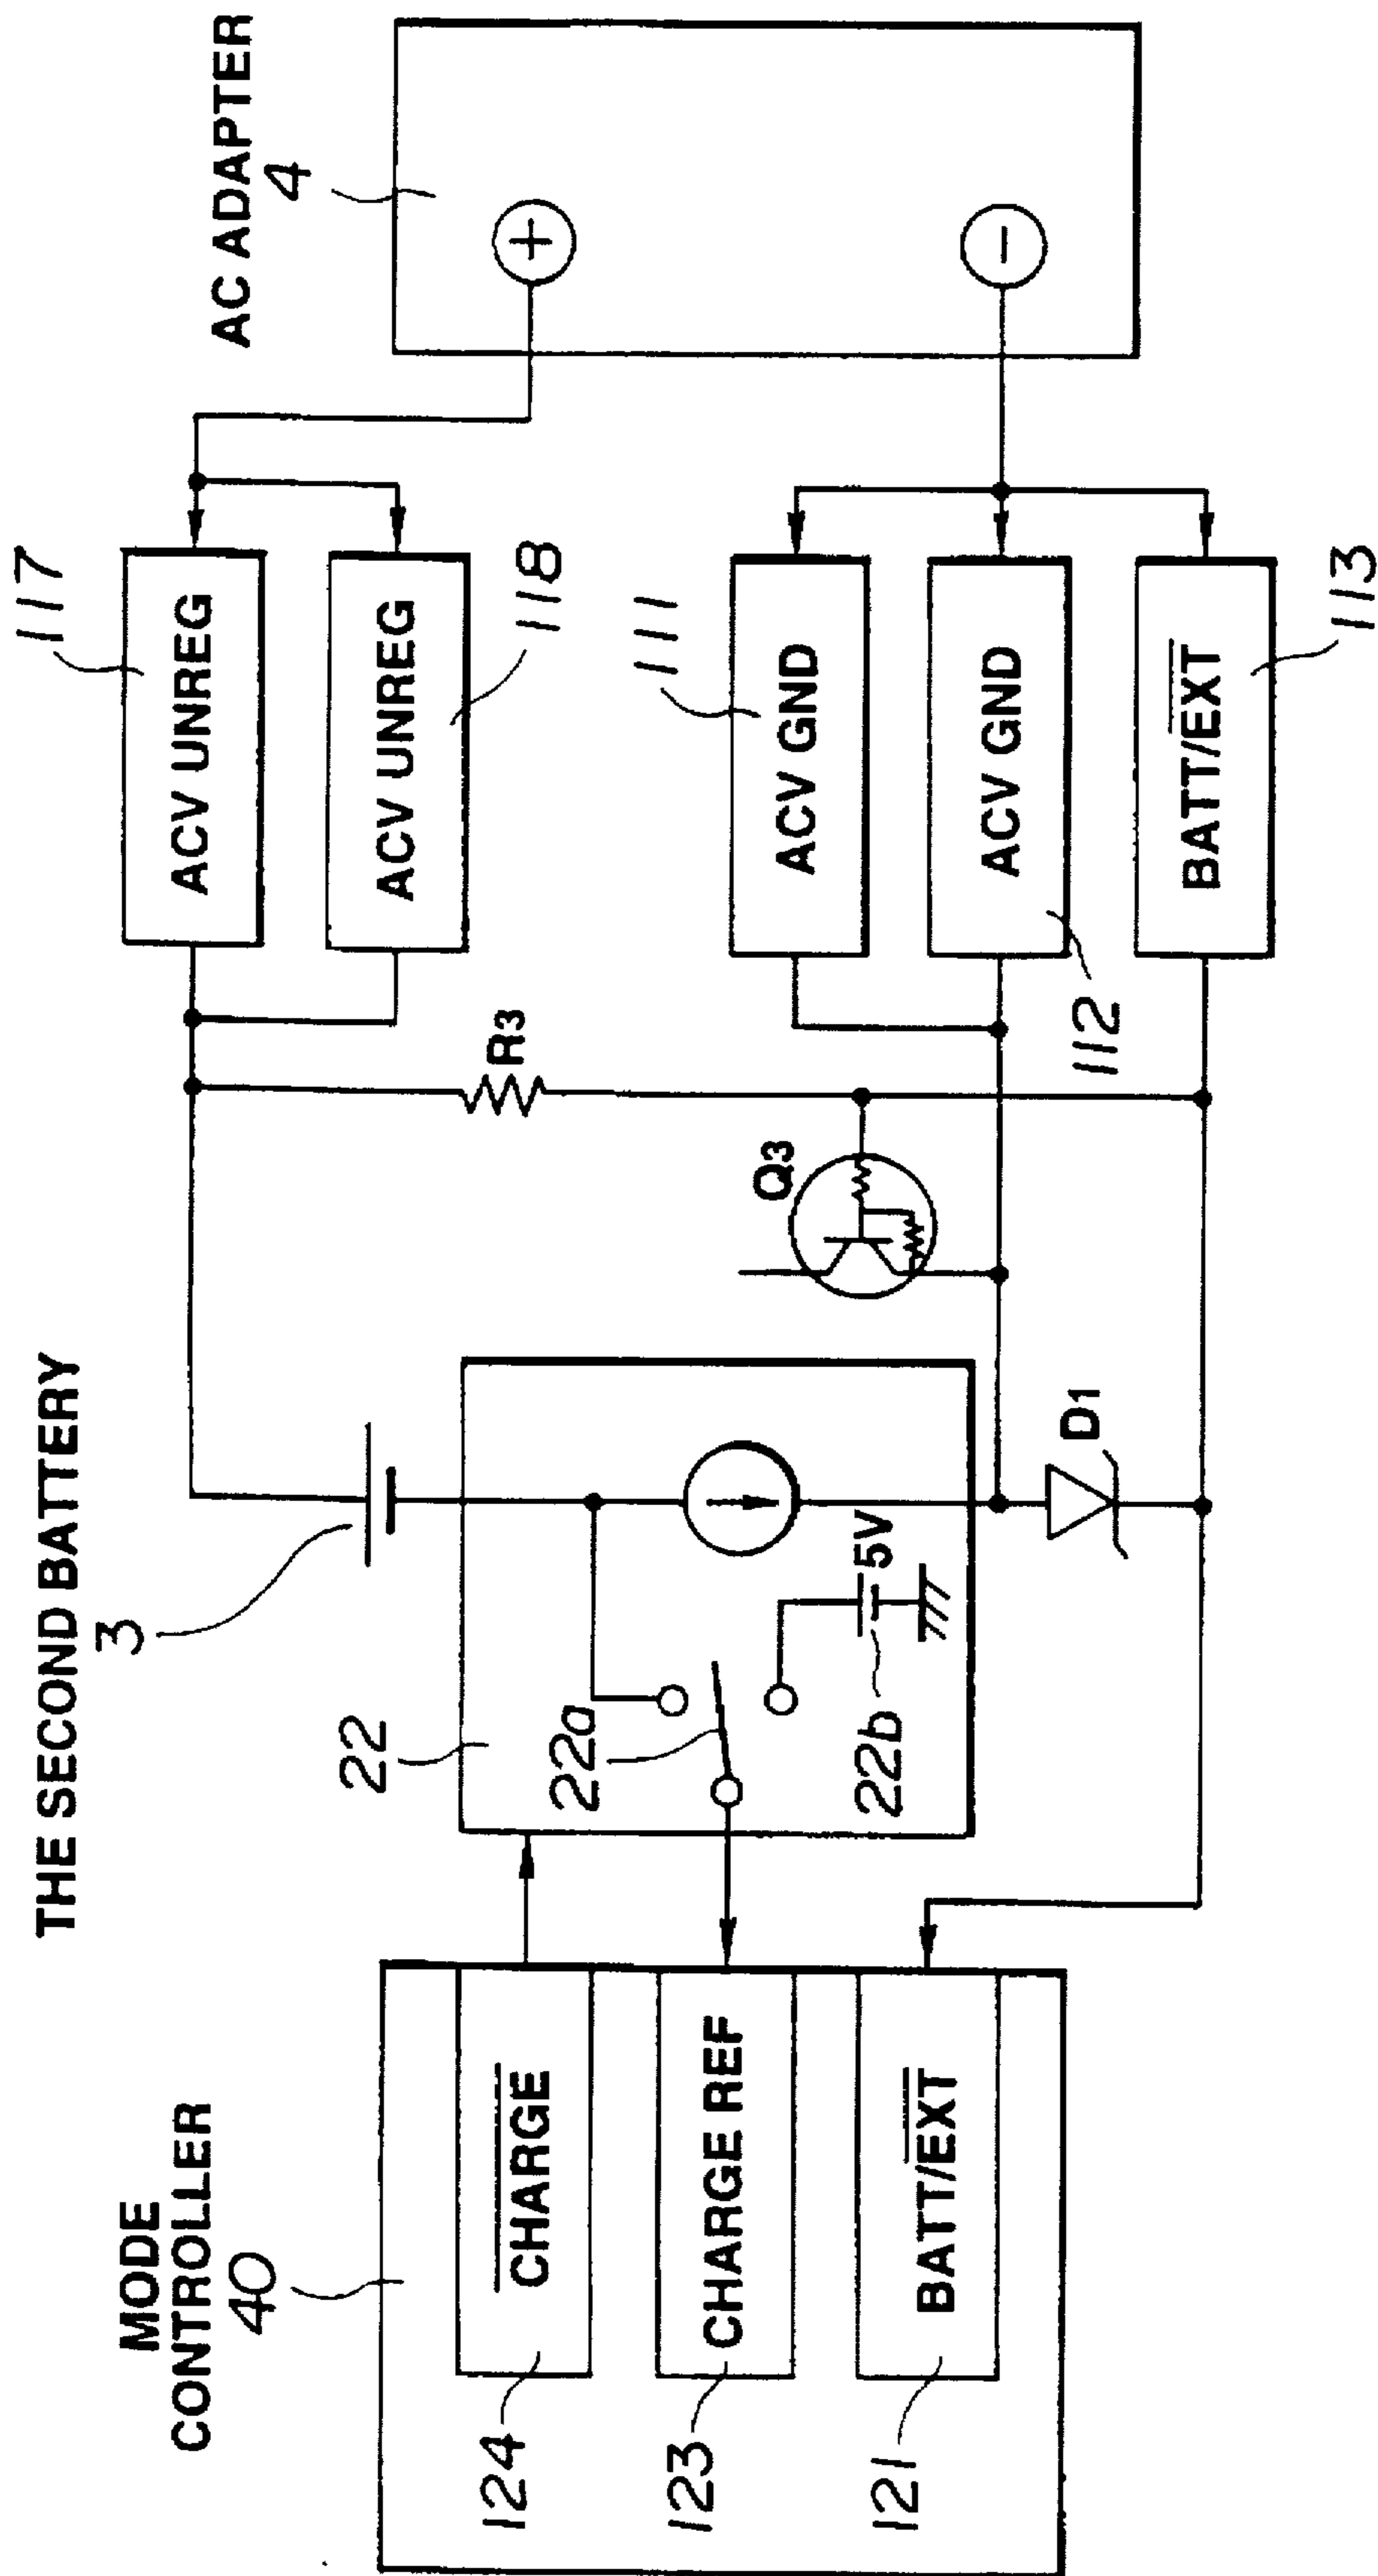 MODE
CONTROLLER
40
THE SECOND BATTERY
3
AC ADAPTER
4
117
ACV UNREG
ACV UNREG
118
R3
22
124
CHARGE
22a
Q3
111
ACV GND
+
123
CHARGE REF
22b
5V
ACV GND
112
−
121
BATT/EXT
D1
BATT/EXT
113